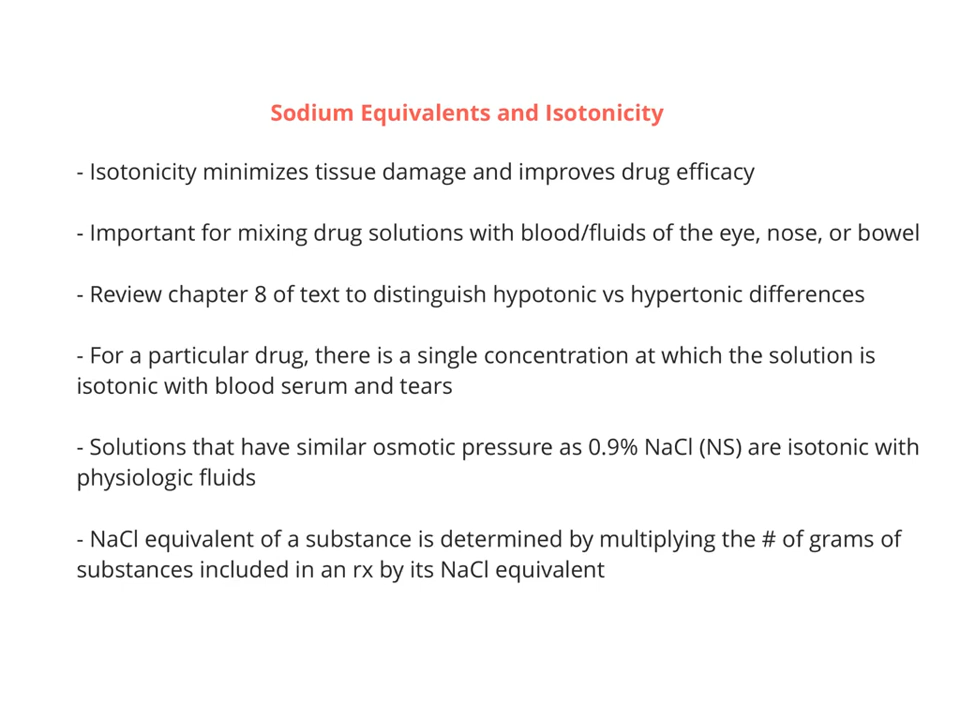 Sodium Equivalents and Isotonicity
- Isotonicity minimizes tissue damage and improves drug efficacy
- Important for mixing drug solutions with blood/fluids of the eye, nose, or bowel
- Review chapter 8 of text to distinguish hypotonic vs hypertonic differences
- For a particular drug, there is a single concentration at which the solution is
isotonic with blood serum and tears
- Solutions that have similar osmotic pressure as 0.9% NaCl (NS) are isotonic with
physiologic fluids
- NaCl equivalent of a substance is determined by multiplying the # of grams of
substances included in an rx by its NaCl equivalent